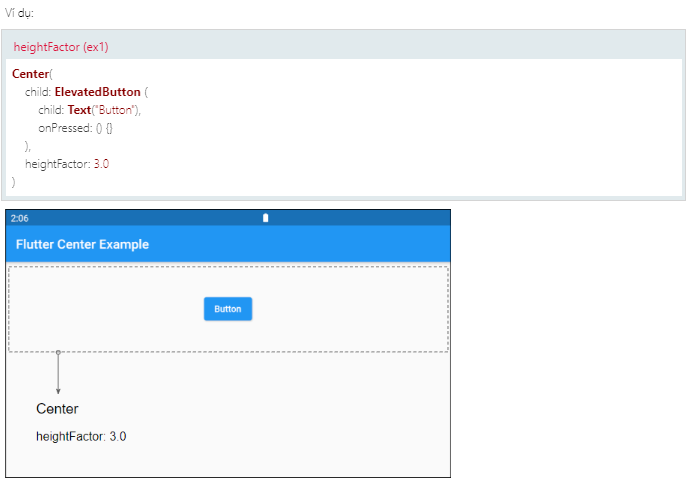 Ví dụ:
heightFactor (ex1)
Center(
child: ElevatedButton (
child: Text("Button"),
onPressed: () {}
),
heightFactor: 3.0
)
2:06
Flutter Center Example
Button
Center
heightFactor: 3.0